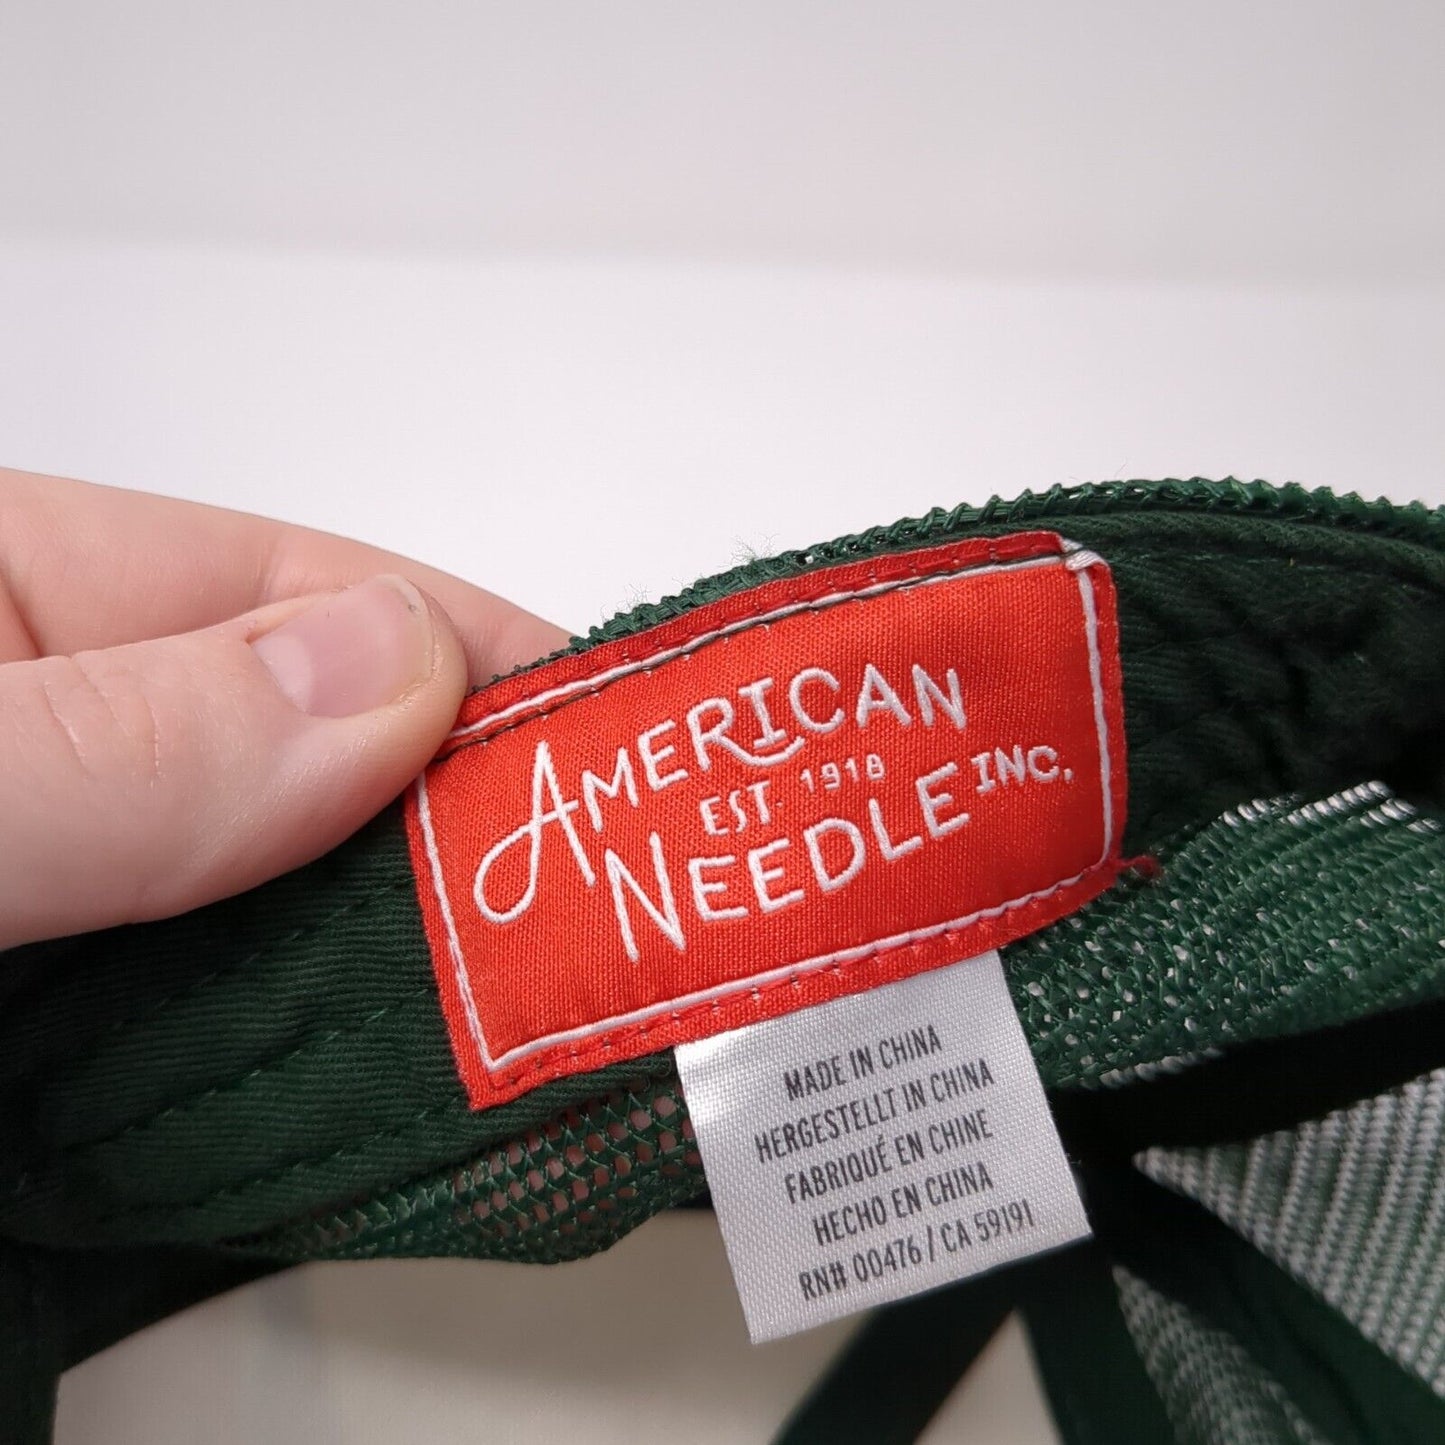 AMERICAN
EST. 1918
NEEDLE INC.
MADE IN CHINA
HERGESTELLT IN CHINA
FABRIQUÉ EN CHINE
HECHO EN CHINA
RN# 00476 / CA 59191